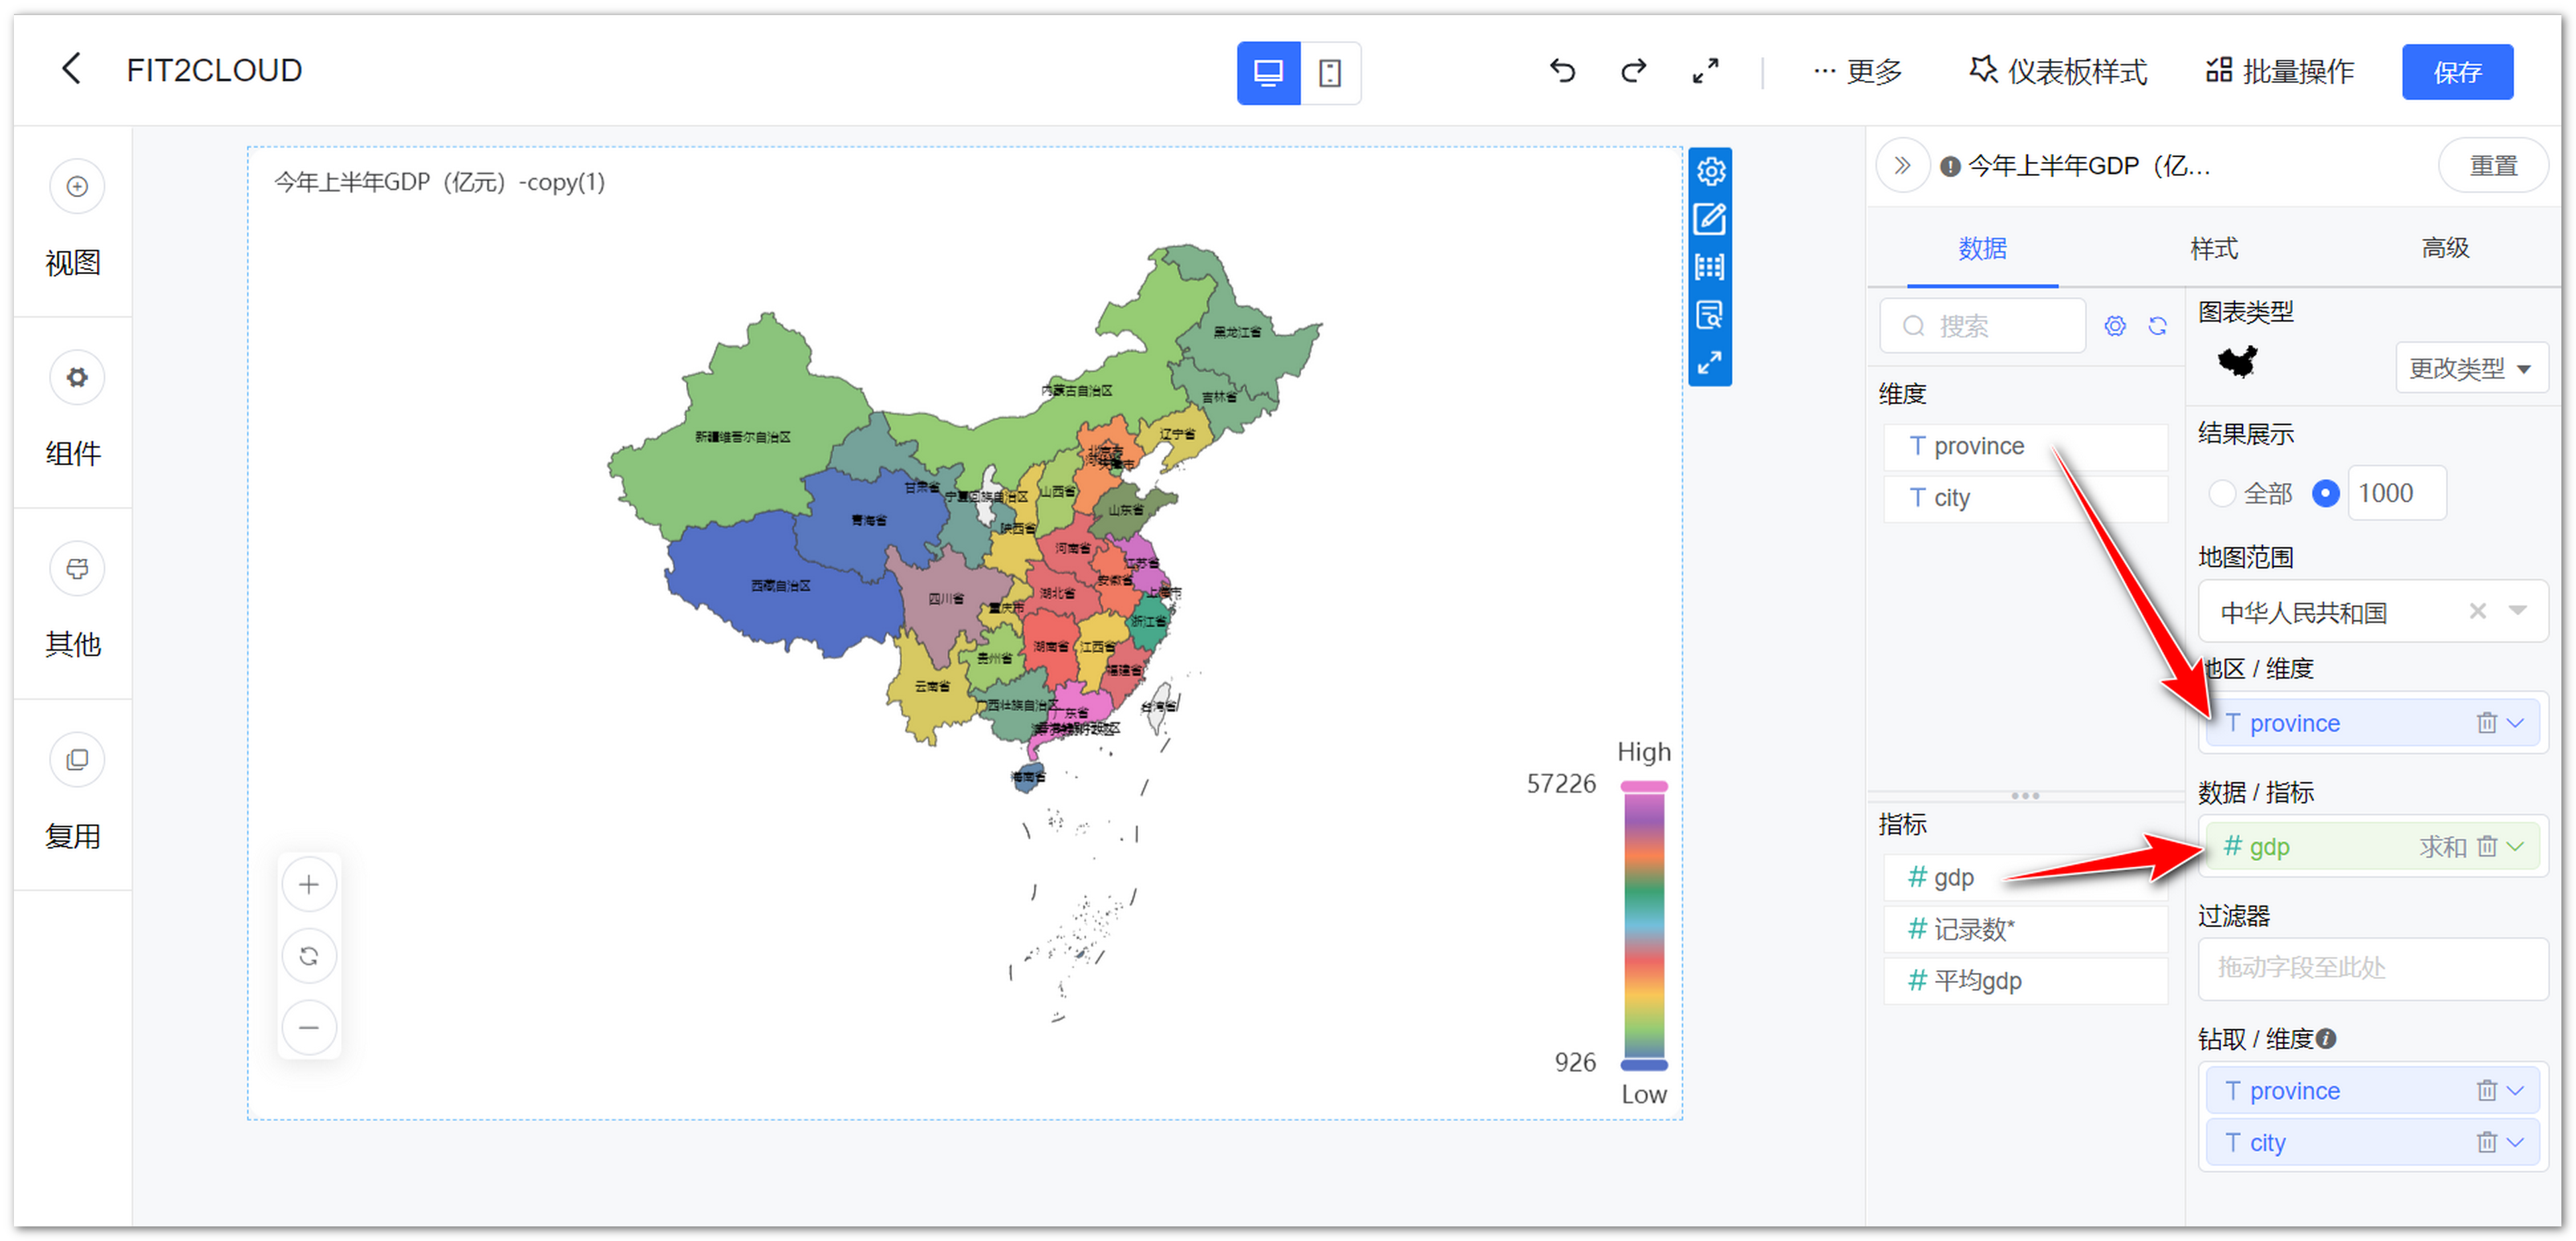 FIT2CLOUD
更多
仪表板样式
批量操作
保存
视图
组件
其他
复用
今年上半年GDP（亿元）-copy(1)
黑龙江省
内蒙古自治区
吉林省
新疆维吾尔自治区
辽宁省
北京市
天津市
甘肃省
宁夏回族自治区
山西省
山东省
青海省
陕西省
河南省
江苏省
安徽省
西藏自治区
四川省
湖北省
上海市
重庆市
浙江省
湖南省
江西省
贵州省
福建省
云南省
广西壮族自治区
广东省
台湾省
海南省
High
57226
926
Low
今年上半年GDP（亿...
重置
数据
样式
高级
搜索
维度
T province
T city
指标
# gdp
# 记录数*
# 平均gdp
图表类型
更改类型
结果展示
全部
1000
地图范围
中华人民共和国
地区 / 维度
T province
数据 / 指标
# gdp 求和
过滤器
拖动字段至此处
钻取 / 维度
T province
T city